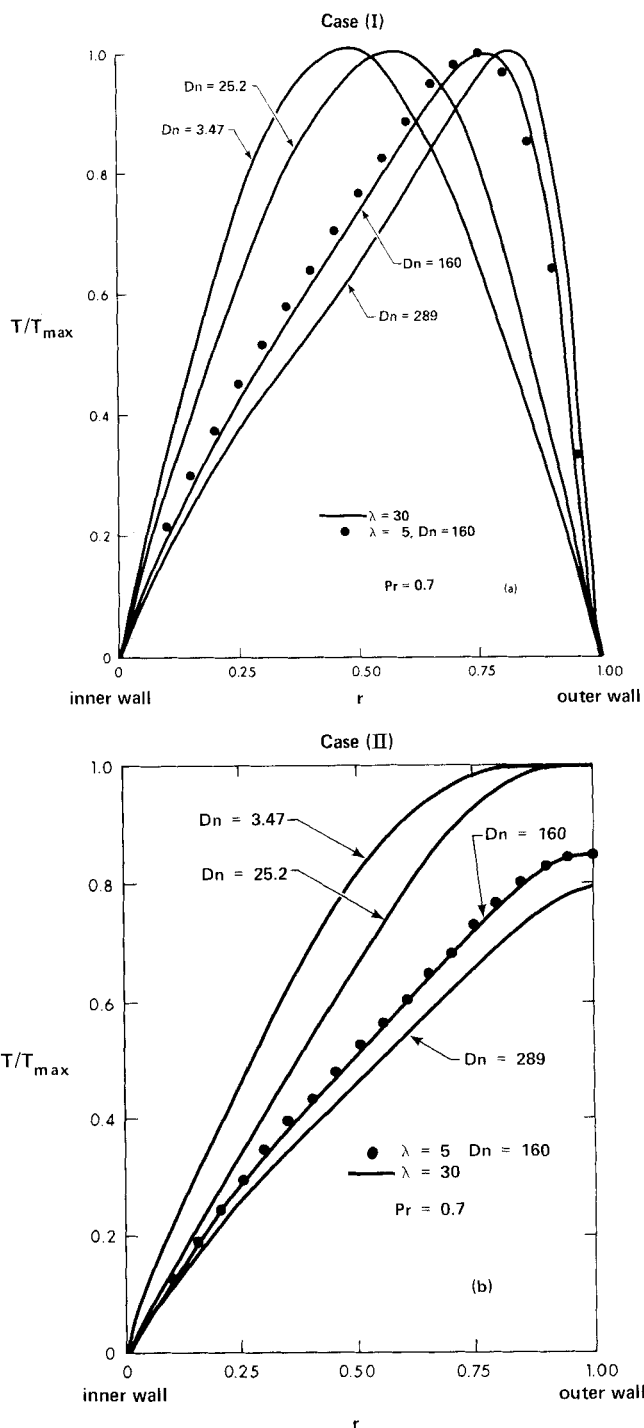 Case (I)
1.0
0.8
0.6
0.4
0.2
0
T/Tmax
Dn = 25.2
Dn = 3.47
Dn = 160
Dn = 289
λ = 30
λ = 5, Dn = 160
Pr = 0.7
(a)
0
0.25
0.50
0.75
1.00
inner wall
r
outer wall
Case (II)
1.0
0.8
0.6
0.4
0.2
0
T/Tmax
Dn = 3.47
Dn = 25.2
Dn = 160
Dn = 289
λ = 5 Dn = 160
λ = 30
Pr = 0.7
(b)
0
0.25
0.50
0.75
1.00
inner wall
outer wall
r